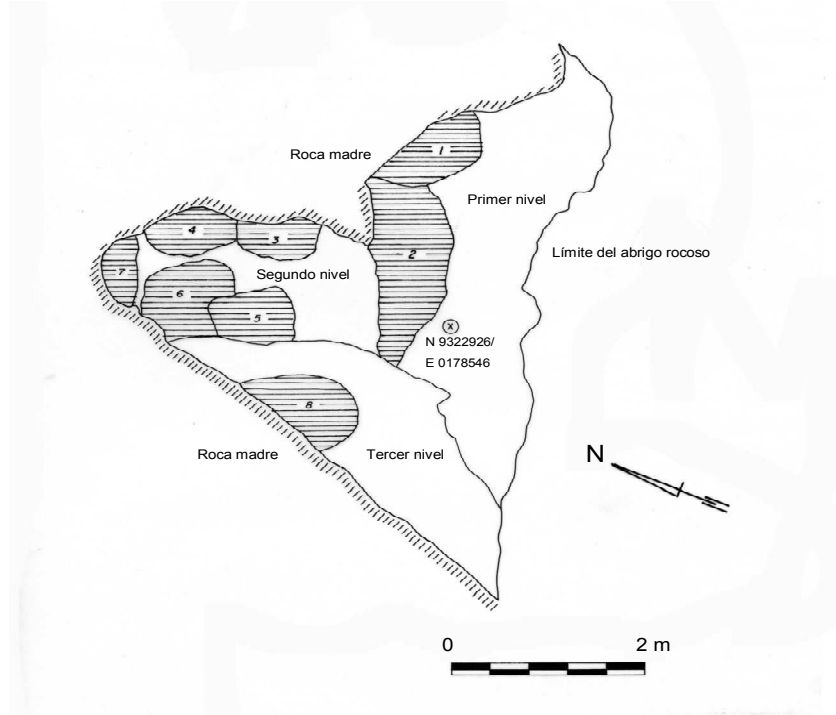 1
Roca madre
Primer nivel
4
3
2
Límite del abrigo rocoso
7
Segundo nivel
6
5
x
N 9322926/
E 0178546
8
Roca madre
Tercer nivel
N
0
2 m